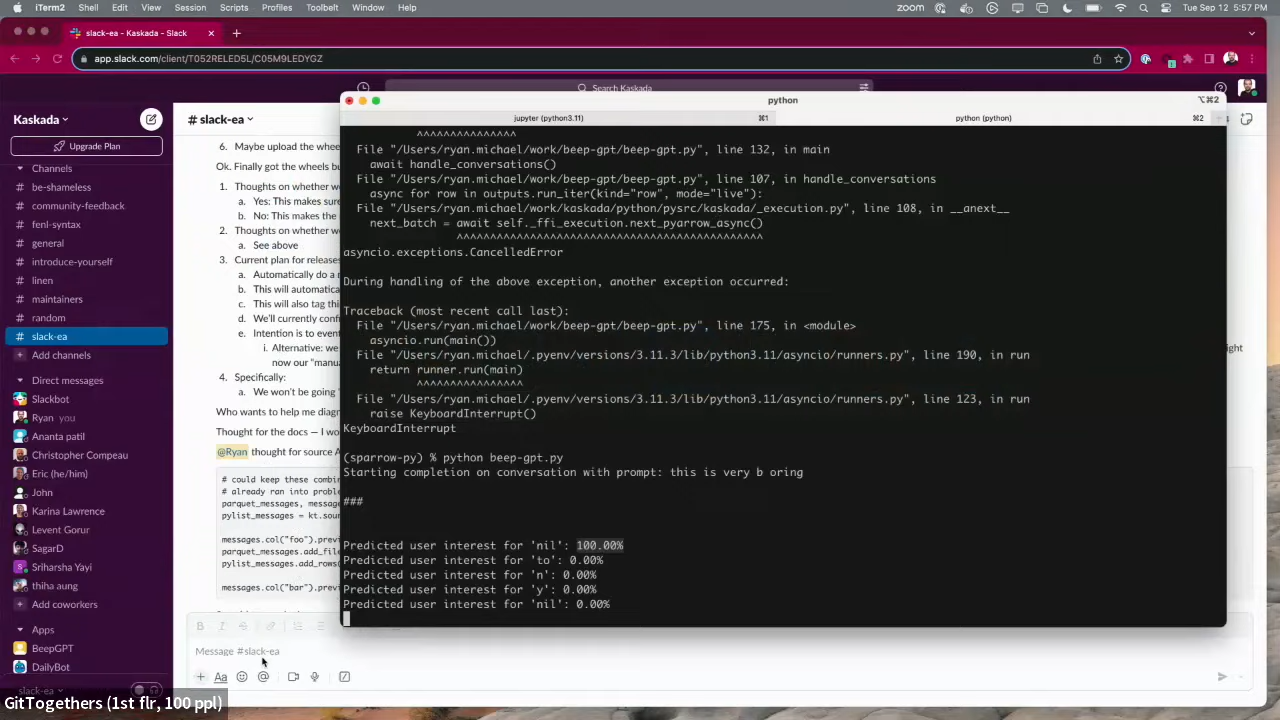 iTerm2 Shell Edit View Session Scripts Profiles Toolbelt Window Help
zoom Tue Sep 12 5:57 PM
slack-ea - Kaskada - Slack
app.slack.com/client/T052RELED5L/C05M9LEDYGZ
Search Kaskada
Kaskada
Upgrade Plan
Channels
be-shameless
community-feedback
fenl-syntax
general
introduce-yourself
linen
maintainers
random
slack-ea
Add channels
Direct messages
Slackbot
Ryan you
Ananta patil
Christopher Compeau
Eric (he/him)
John
Karina Lawrence
Levent Gorur
SagarD
Sriharsha Yayi
thiha aung
Add coworkers
Apps
BeepGPT
DailyBot
slack-ea
# slack-ea
6. Maybe upload the whee
Ok. Finally got the wheels bu
1. Thoughts on whether we
a. Yes: This makes sure
b. No: This makes the
2. Thoughts on whether we
a. See above
3. Current plan for releases
a. Automatically do a r
b. This will automatica
c. This will also tag thi
d. We'll currently confi
e. Intention is to event
i. Alternative: we
now our "manu
ight
4. Specifically:
a. We won't be going "
Who wants to help me diagn
Thought for the docs — I wo
@Ryan thought for source A
# could keep these combin
# already ran into proble
parquet_messages, message
pylist_messages = kt.sour
messages.col("foo").previ
parquet_messages.add_file
pylist_messages.add_rows(
messages.col("bar").previ
Message #slack-ea
Aa
python
⌥⌘2
jupyter (python3.11) ⌘1 python (python) ⌘2
^^^^^^^^^^^^^^^
File "/Users/ryan.michael/work/beep-gpt/beep-gpt.py", line 132, in main
await handle_conversations()
File "/Users/ryan.michael/work/beep-gpt/beep-gpt.py", line 107, in handle_conversations
async for row in outputs.run_iter(kind="row", mode="live"):
File "/Users/ryan.michael/work/kaskada/python/pysrc/kaskada/_execution.py", line 108, in __anext__
next_batch = await self._ffi_execution.next_pyarrow_async()
^^^^^^^^^^^^^^^^^^^^^^^^^^^^^^^^^^^^^^^^^^
asyncio.exceptions.CancelledError
During handling of the above exception, another exception occurred:
Traceback (most recent call last):
File "/Users/ryan.michael/work/beep-gpt/beep-gpt.py", line 175, in <module>
asyncio.run(main())
File "/Users/ryan.michael/.pyenv/versions/3.11.3/lib/python3.11/asyncio/runners.py", line 190, in run
return runner.run(main)
^^^^^^^^^^^^^^^^
File "/Users/ryan.michael/.pyenv/versions/3.11.3/lib/python3.11/asyncio/runners.py", line 123, in run
raise KeyboardInterrupt()
KeyboardInterrupt
(sparrow-py) % python beep-gpt.py
Starting completion on conversation with prompt: this is very b oring
###
Predicted user interest for 'nil': 100.00%
Predicted user interest for 'to': 0.00%
Predicted user interest for 'n': 0.00%
Predicted user interest for 'y': 0.00%
Predicted user interest for 'nil': 0.00%
GitTogethers (1st flr, 100 ppl)